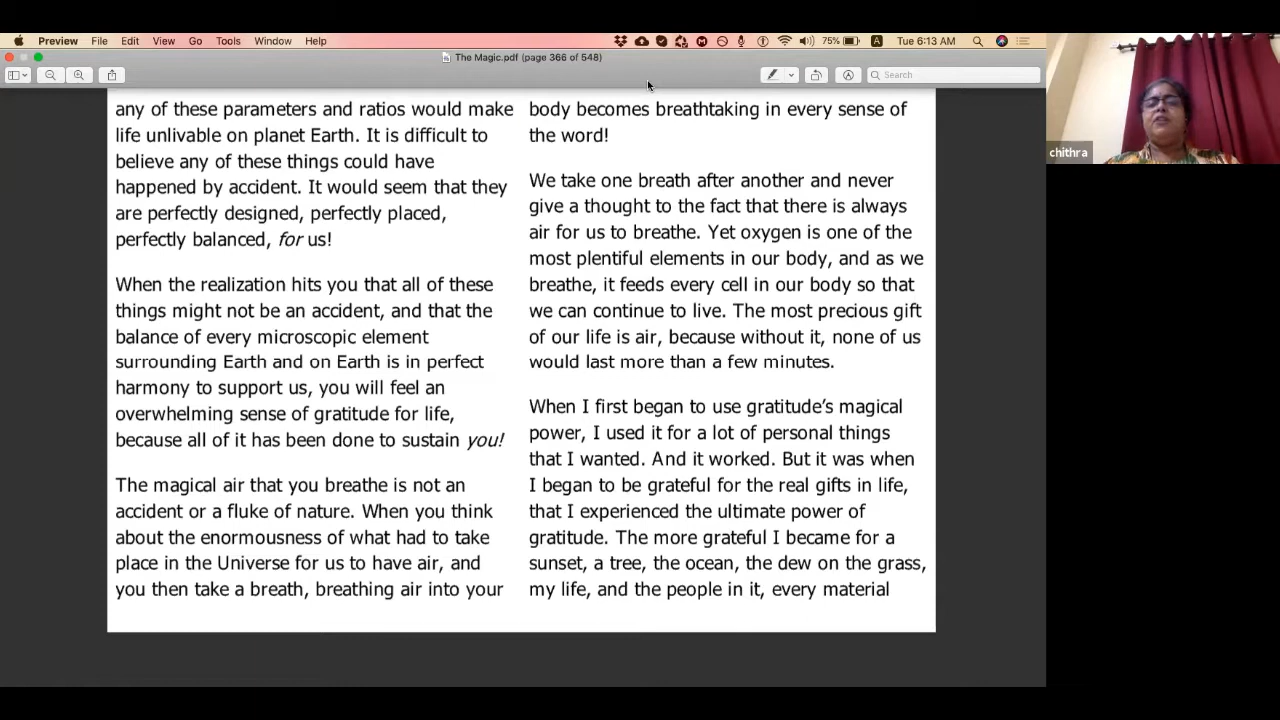 Preview File Edit View Go Tools Window Help
75% A Tue 6:13 AM
The Magic.pdf (page 366 of 548)
Search
any of these parameters and ratios would make
life unlivable on planet Earth. It is difficult to
believe any of these things could have
happened by accident. It would seem that they
are perfectly designed, perfectly placed,
perfectly balanced, for us!
When the realization hits you that all of these
things might not be an accident, and that the
balance of every microscopic element
surrounding Earth and on Earth is in perfect
harmony to support us, you will feel an
overwhelming sense of gratitude for life,
because all of it has been done to sustain you!
The magical air that you breathe is not an
accident or a fluke of nature. When you think
about the enormousness of what had to take
place in the Universe for us to have air, and
you then take a breath, breathing air into your
body becomes breathtaking in every sense of
the word!
We take one breath after another and never
give a thought to the fact that there is always
air for us to breathe. Yet oxygen is one of the
most plentiful elements in our body, and as we
breathe, it feeds every cell in our body so that
we can continue to live. The most precious gift
of our life is air, because without it, none of us
would last more than a few minutes.
When I first began to use gratitude’s magical
power, I used it for a lot of personal things
that I wanted. And it worked. But it was when
I began to be grateful for the real gifts in life,
that I experienced the ultimate power of
gratitude. The more grateful I became for a
sunset, a tree, the ocean, the dew on the grass,
my life, and the people in it, every material
chithra